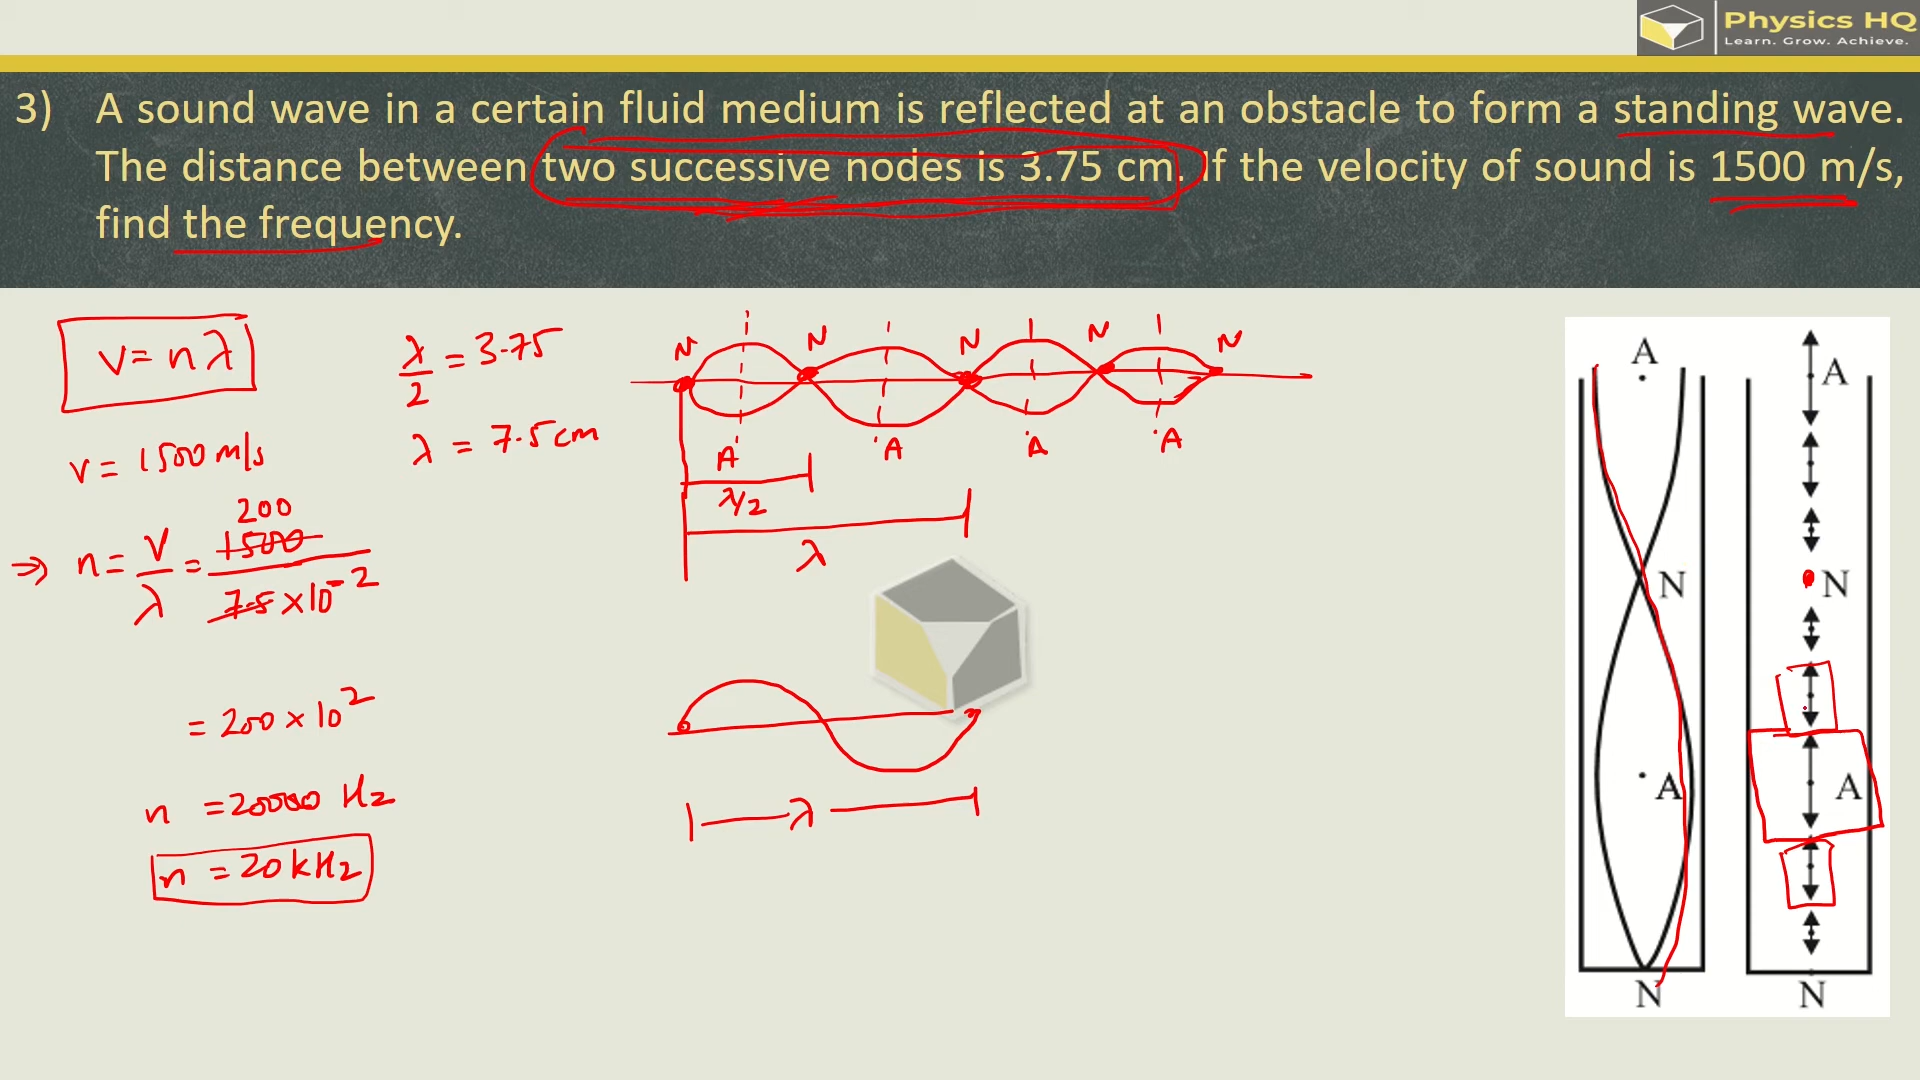 Physics HQ
Learn. Grow. Achieve.
3) A sound wave in a certain fluid medium is reflected at an obstacle to form a standing wave.
The distance between two successive nodes is 3.75 cm. If the velocity of sound is 1500 m/s,
find the frequency.
v = nλ
v = 1500 m/s
⇒ n = v/λ = 1500/7.5 × 10⁻² 200
= 200 × 10²
n = 20000 Hz
n = 20 kHz
λ/2 = 3.75
λ = 7.5 cm
N N N N N
A A A A
λ/2
λ
λ
A
N
A
N
A
N
A
N